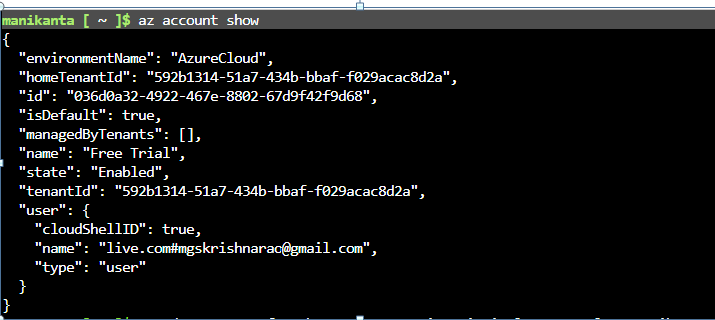 manikanta [ ~ ]$ az account show
{
  "environmentName": "AzureCloud",
  "homeTenantId": "592b1314-51a7-434b-bbaf-f029acac8d2a",
  "id": "036d0a32-4922-467e-8802-67d9f42f9d68",
  "isDefault": true,
  "managedByTenants": [],
  "name": "Free Trial",
  "state": "Enabled",
  "tenantId": "592b1314-51a7-434b-bbaf-f029acac8d2a",
  "user": {
    "cloudShellID": true,
    "name": "live.com#mgskrishnarao@gmail.com",
    "type": "user"
  }
}